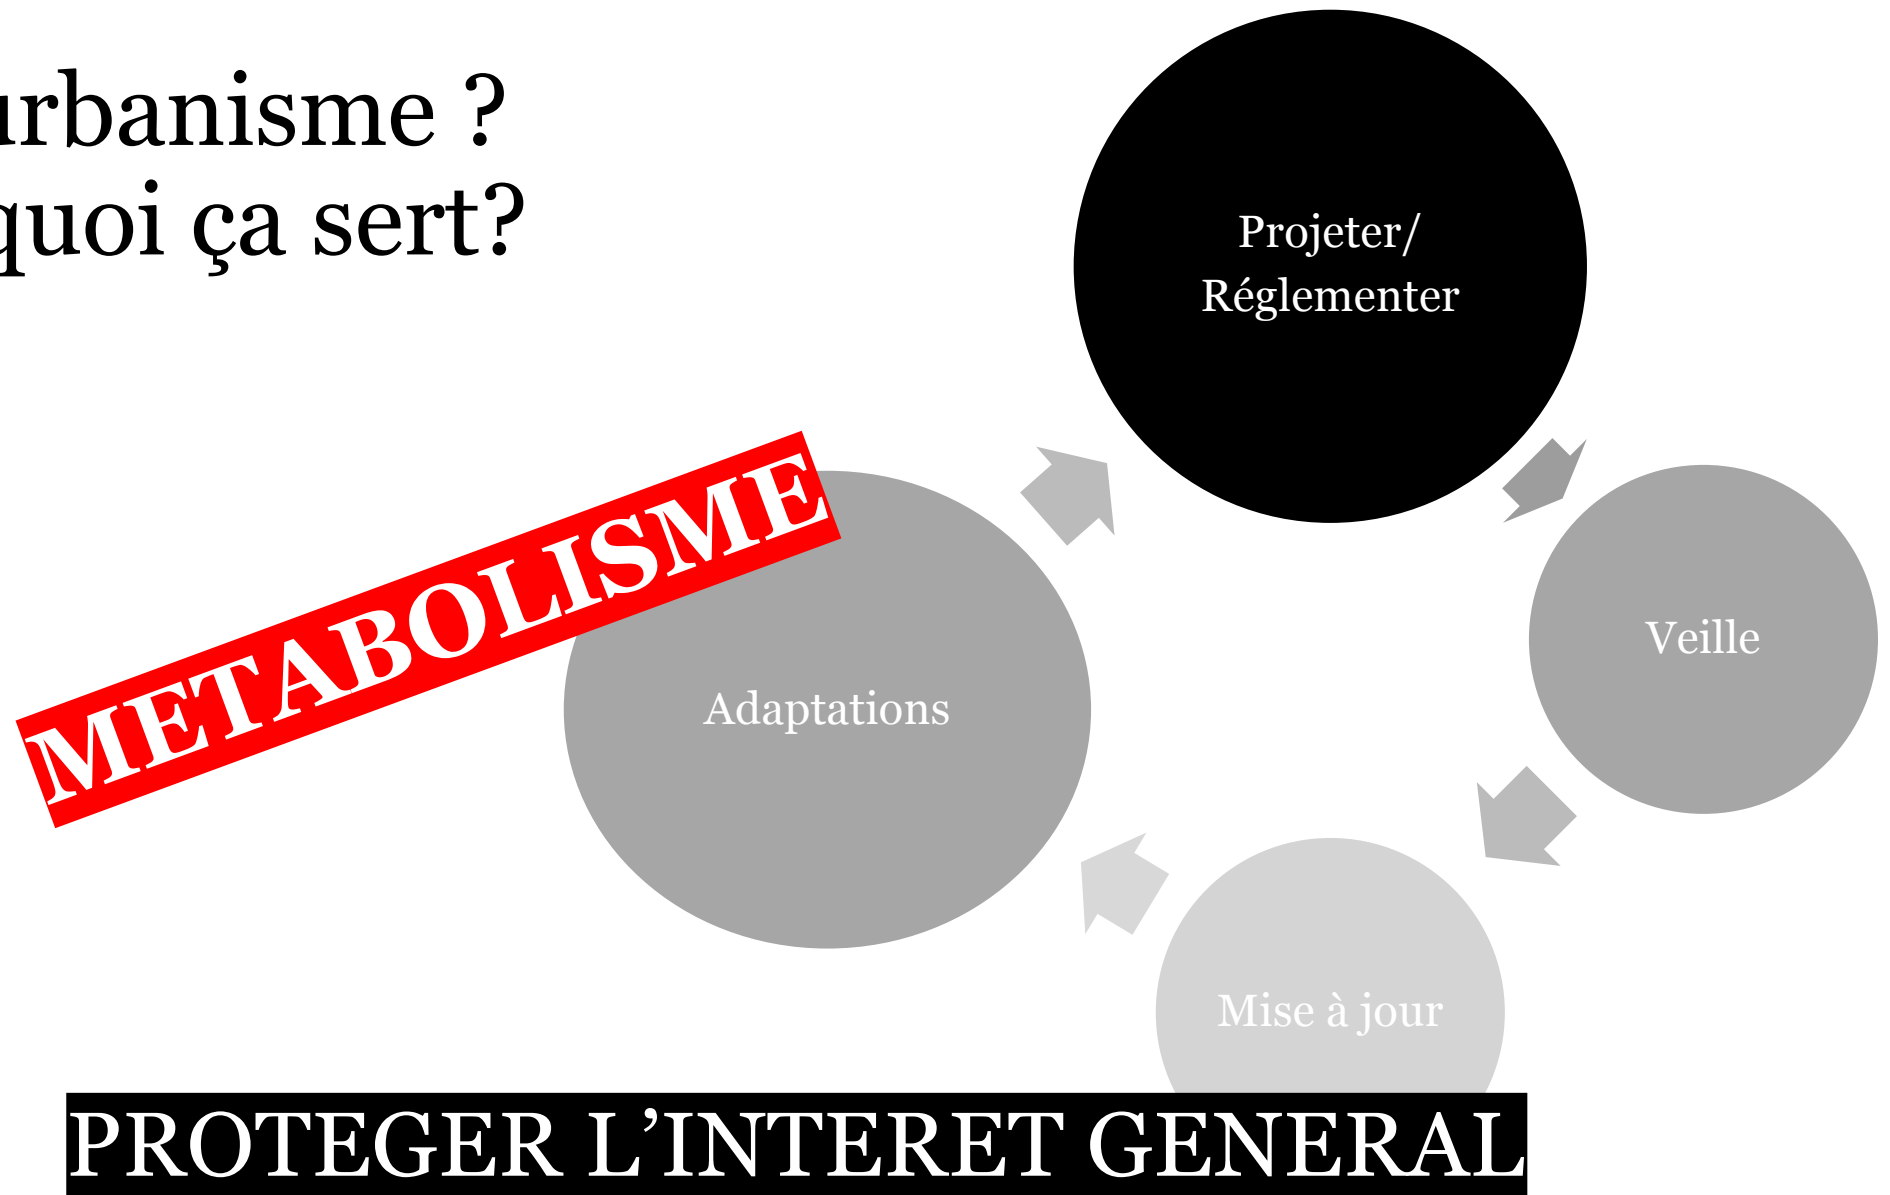 urbanisme ?
quoi ça sert?
Projeter/
Réglementer
METABOLISME
Veille
Adaptations
Mise à jour
PROTEGER L’INTERET GENERAL